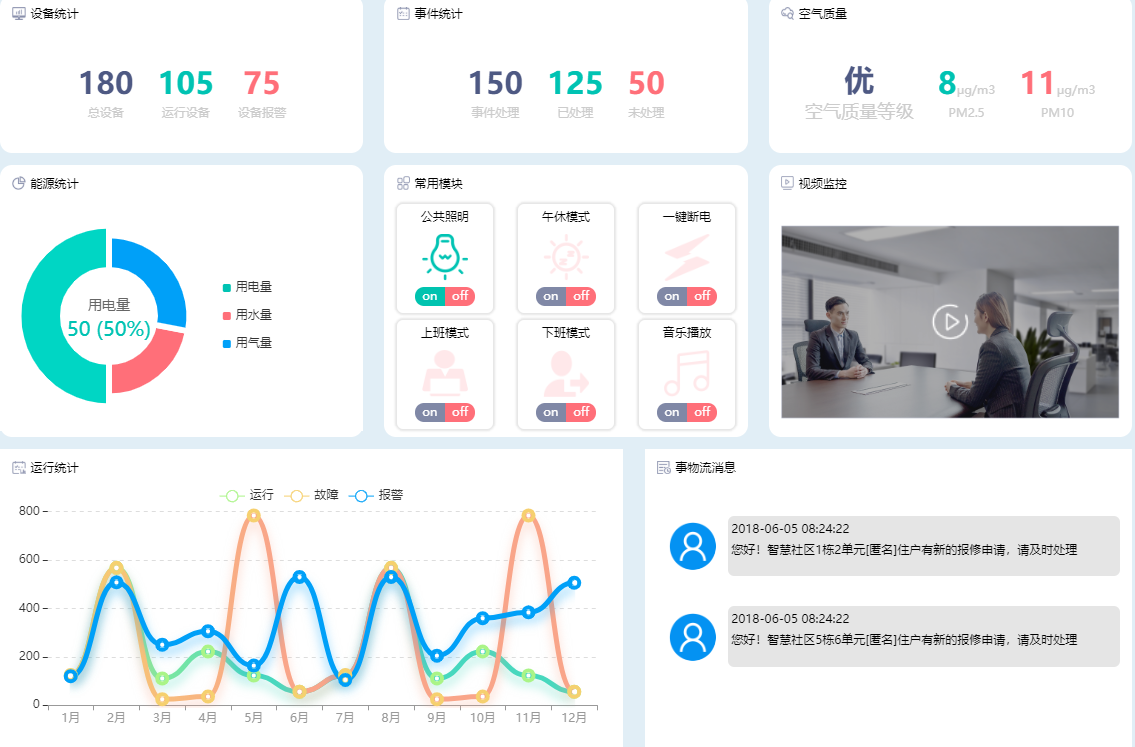 设备统计
180 105 75
总设备 运行设备 设备报警
事件统计
150 125 50
事件处理 已处理 未处理
空气质量
优 8μg/m3 11μg/m3
空气质量等级 PM2.5 PM10
能源统计
用电量
50 (50%)
用电量
用水量
用气量
常用模块
公共照明 午休模式 一键断电
on off on off on off
上班模式 下班模式 音乐播放
on off on off on off
视频监控
运行统计
运行 故障 报警
800
600
400
200
0
1月 2月 3月 4月 5月 6月 7月 8月 9月 10月 11月 12月
事物流消息
2018-06-05 08:24:22
您好！智慧社区1栋2单元[匿名]住户有新的报修申请，请及时处理
2018-06-05 08:24:22
您好！智慧社区5栋6单元[匿名]住户有新的报修申请，请及时处理